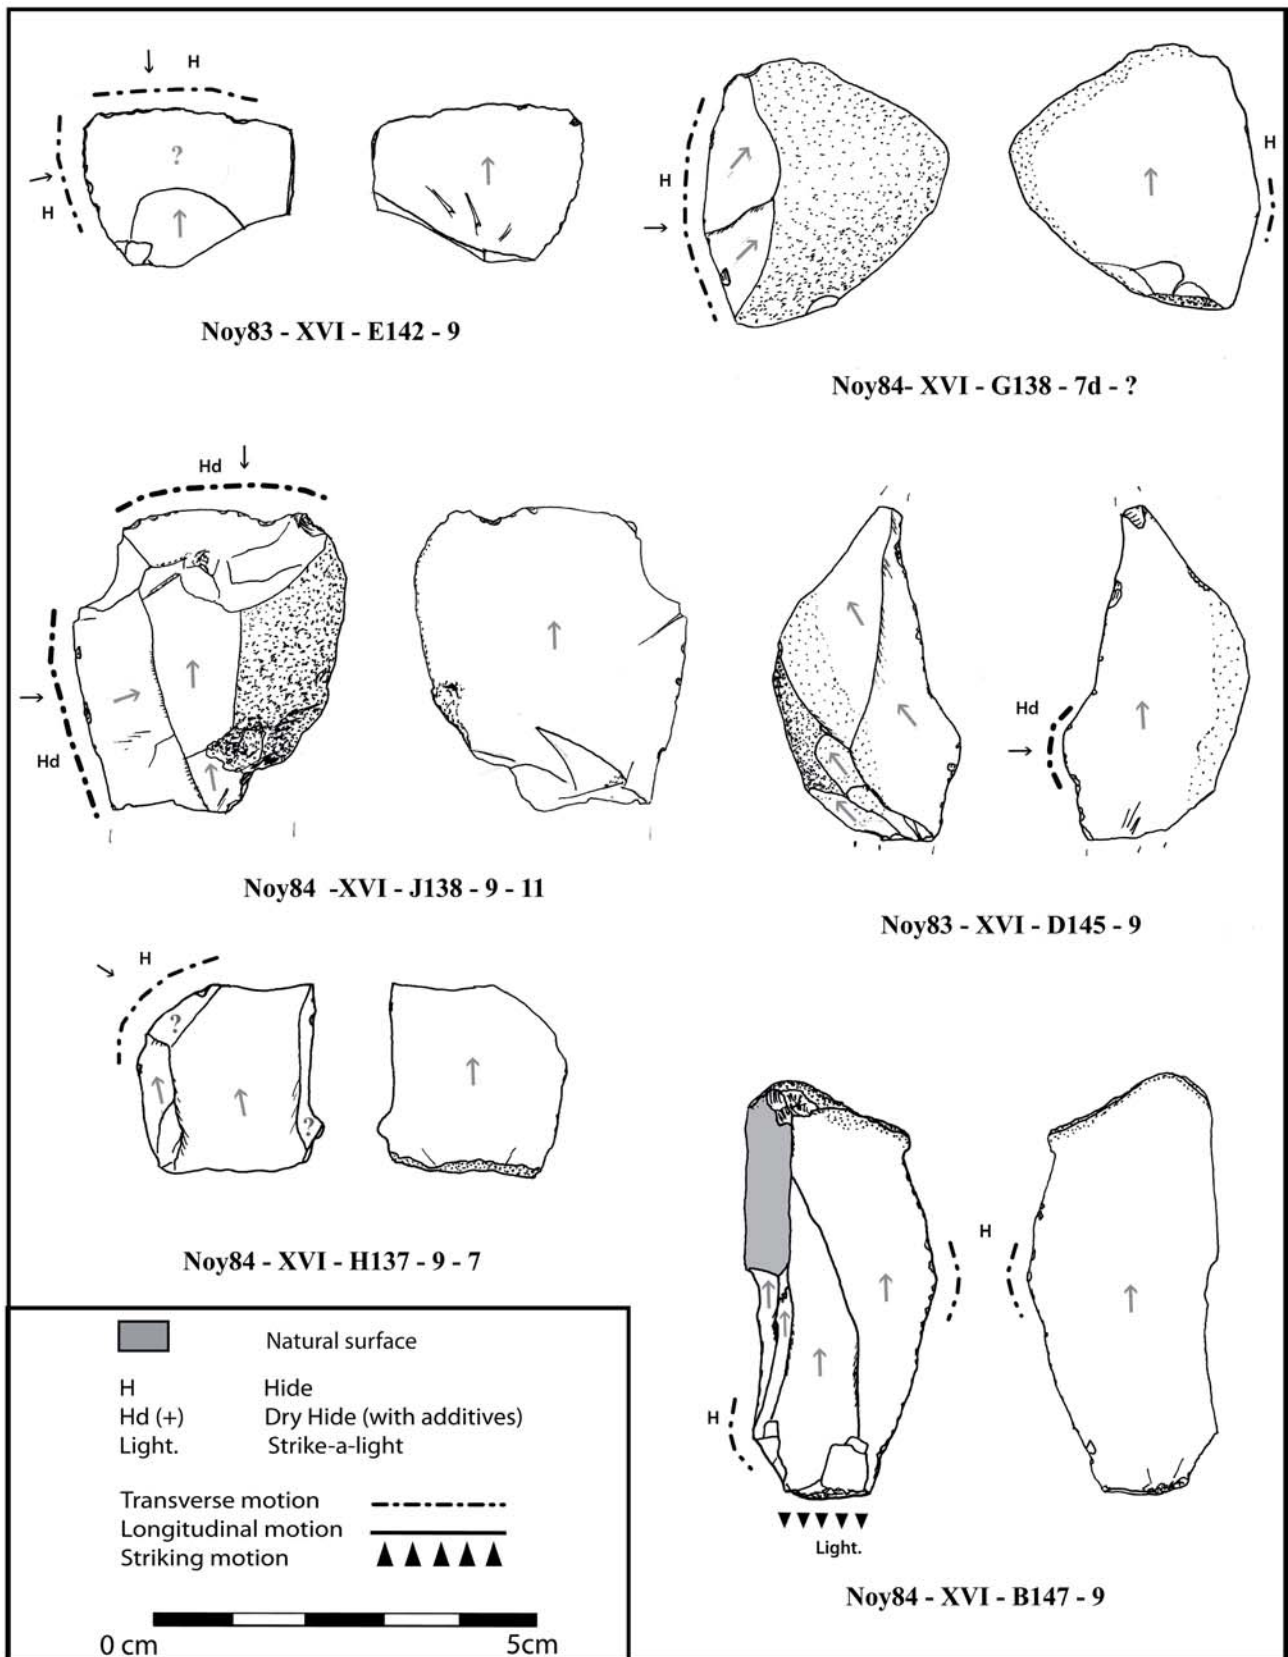 H
H
?
Noy83 - XVI - E142 - 9
H
H
Noy84- XVI - G138 - 7d - ?
Hd
Hd
Noy84 -XVI - J138 - 9 - 11
Hd
Noy83 - XVI - D145 - 9
H
?
?
Noy84 - XVI - H137 - 9 - 7
H
H
Light.
Noy84 - XVI - B147 - 9
Natural surface
H Hide
Hd (+) Dry Hide (with additives)
Light. Strike-a-light
Transverse motion
Longitudinal motion
Striking motion
0 cm 5cm